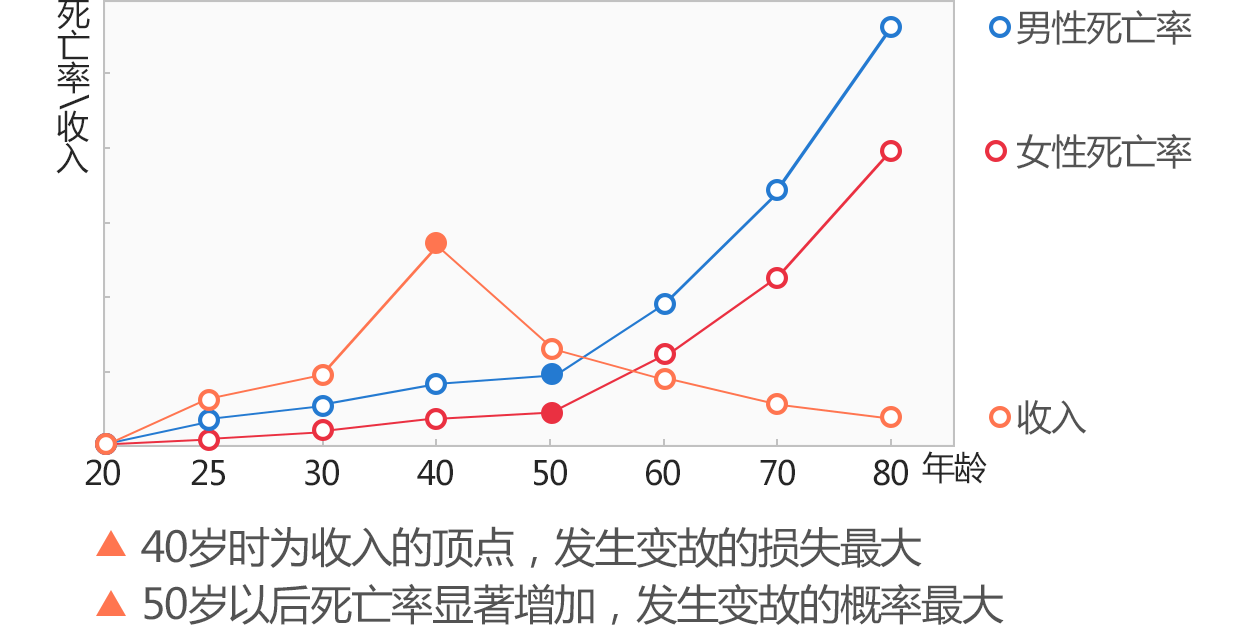 死亡率/收入
男性死亡率
女性死亡率
收入
20 25 30 40 50 60 70 80 年龄
40岁时为收入的顶点，发生变故的损失最大
50岁以后死亡率显著增加，发生变故的概率最大